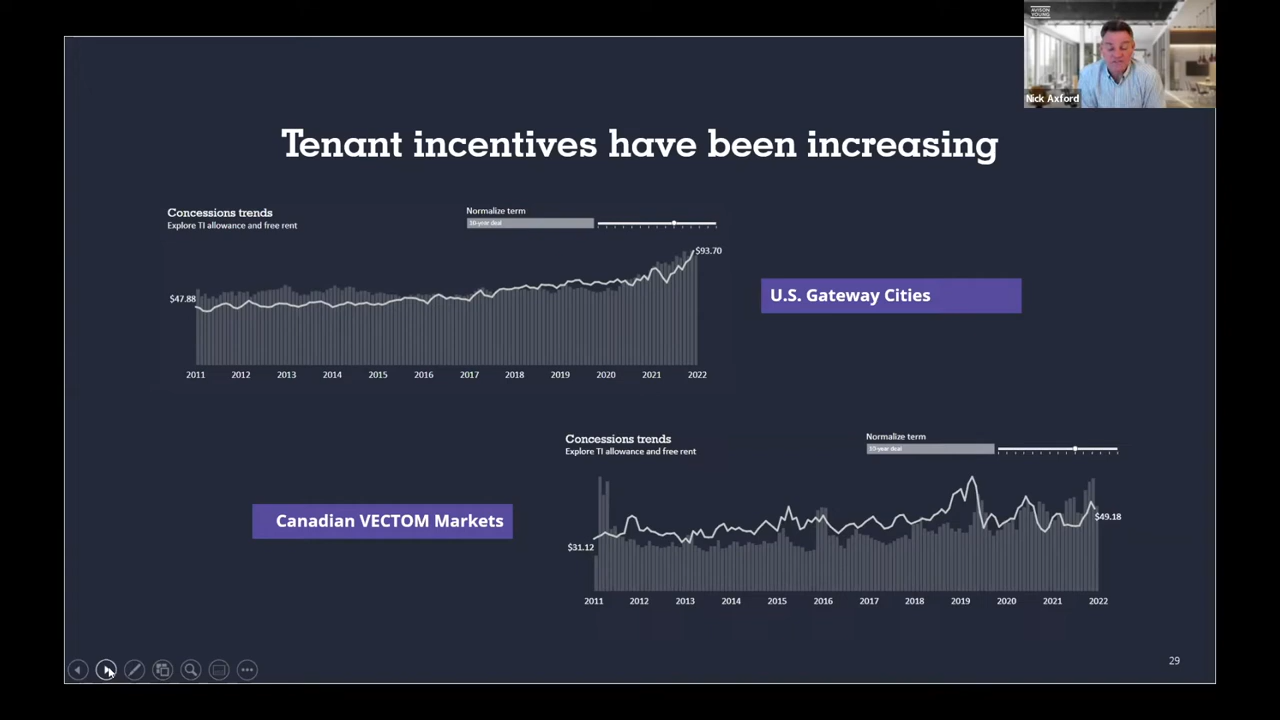 AVISON
YOUNG
Nick Axford
Tenant incentives have been increasing
Concessions trends
Explore TI allowance and free rent
Normalize term
10-year deal
$93.70
$47.88
2011 2012 2013 2014 2015 2016 2017 2018 2019 2020 2021 2022
U.S. Gateway Cities
Concessions trends
Explore TI allowance and free rent
Normalize term
10-year deal
Canadian VECTOM Markets
$49.18
$31.12
2011 2012 2013 2014 2015 2016 2017 2018 2019 2020 2021 2022
29